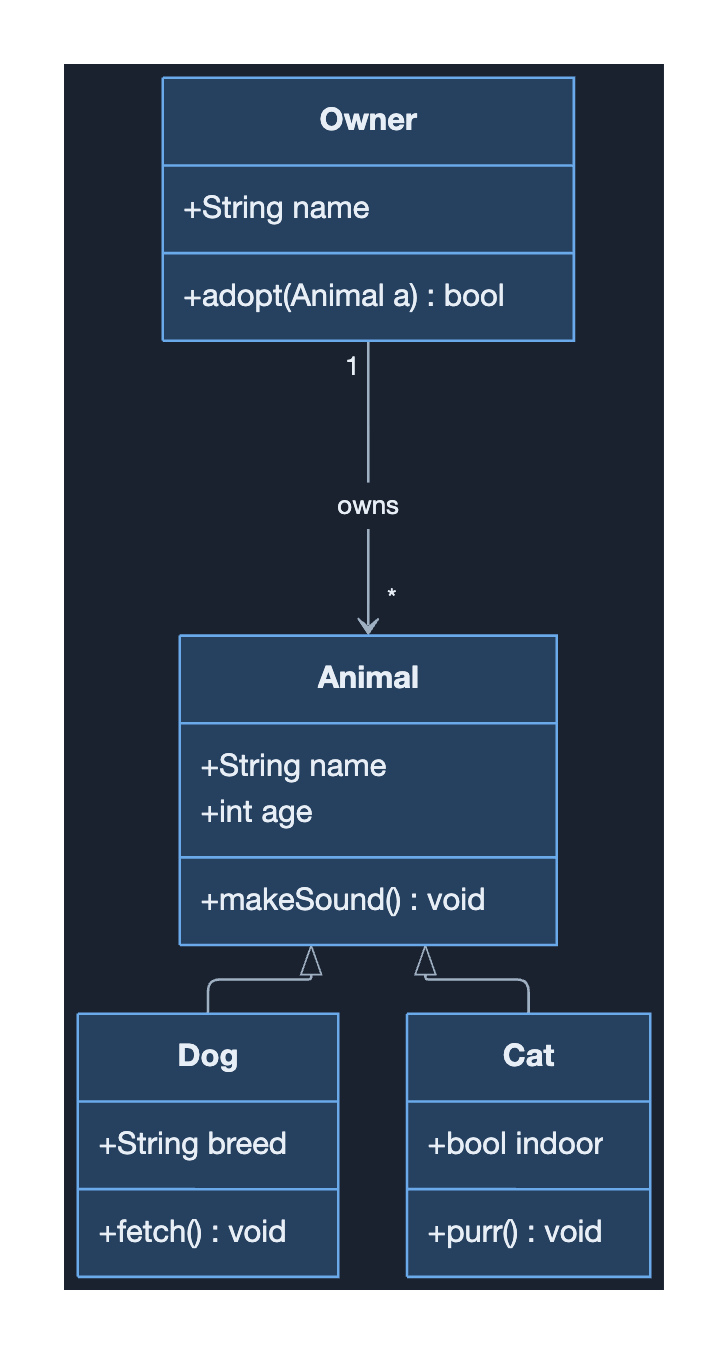 Owner
+String name
+adopt(Animal a) : bool
1
owns
*
Animal
+String name
+int age
+makeSound() : void
Dog
+String breed
+fetch() : void
Cat
+bool indoor
+purr() : void